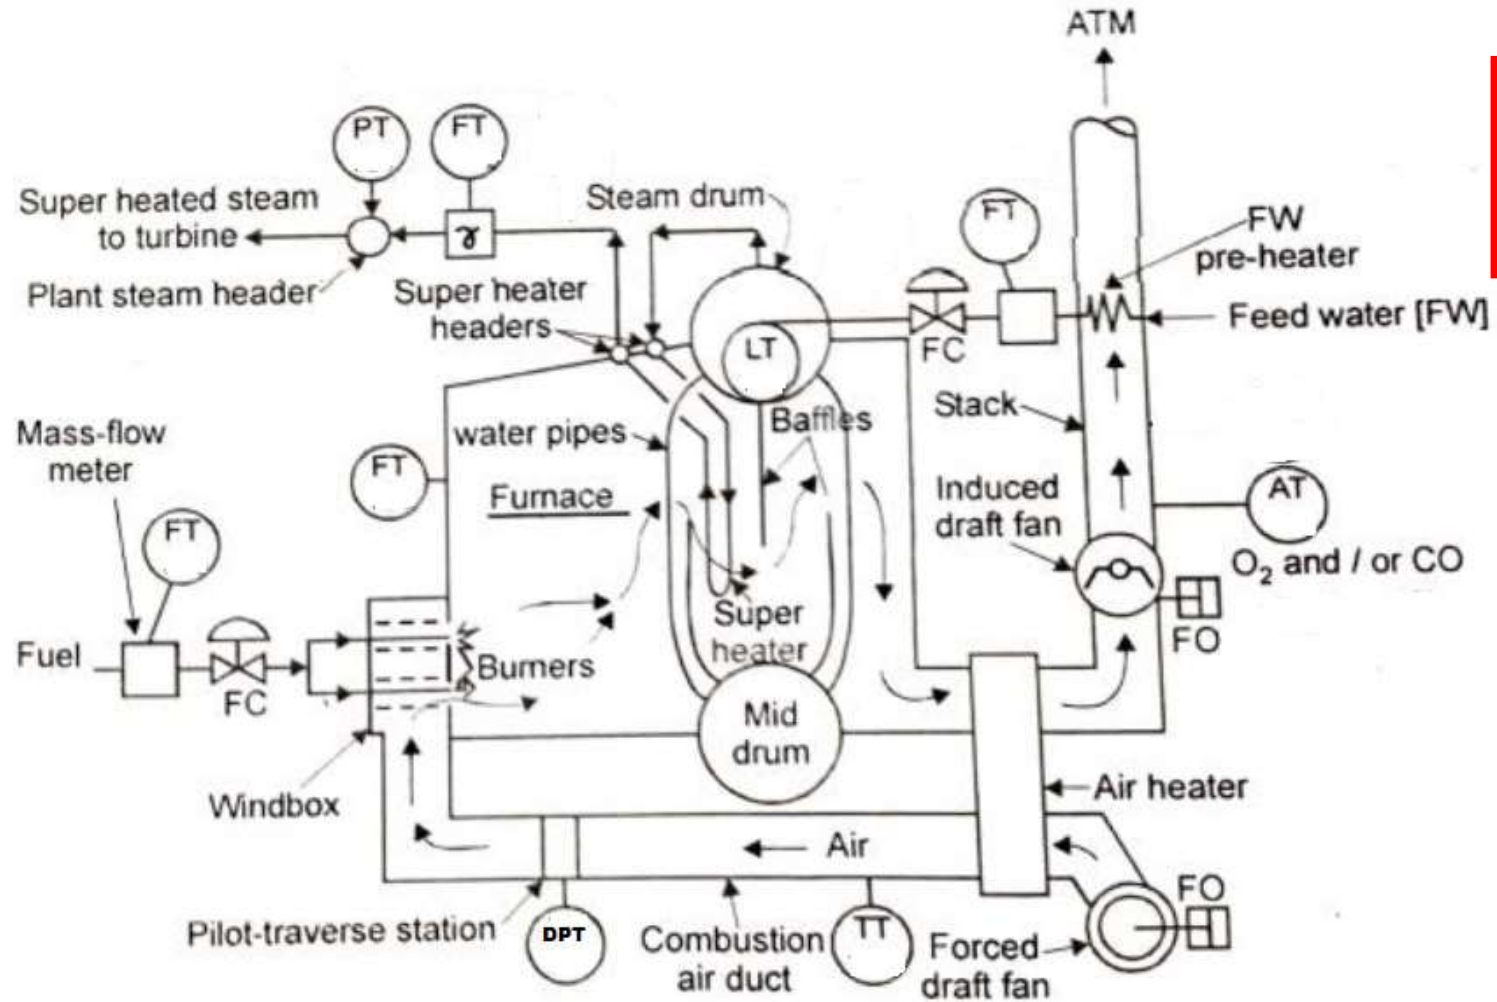 ATM
PT
FT
Super heated steam
to turbine
Plant steam header
Steam drum
Super heater
headers
FT
FW
pre-heater
Feed water [FW]
FC
LT
Mass-flow
meter
FT
FT
water pipes
Baffles
Furnace
Stack
Induced
draft fan
AT
O2 and / or CO
FO
Super
heater
Fuel
FC
Burners
Mid
drum
Windbox
Air heater
Air
FO
Pilot-traverse station
DPT
Combustion
air duct
TT
Forced
draft fan